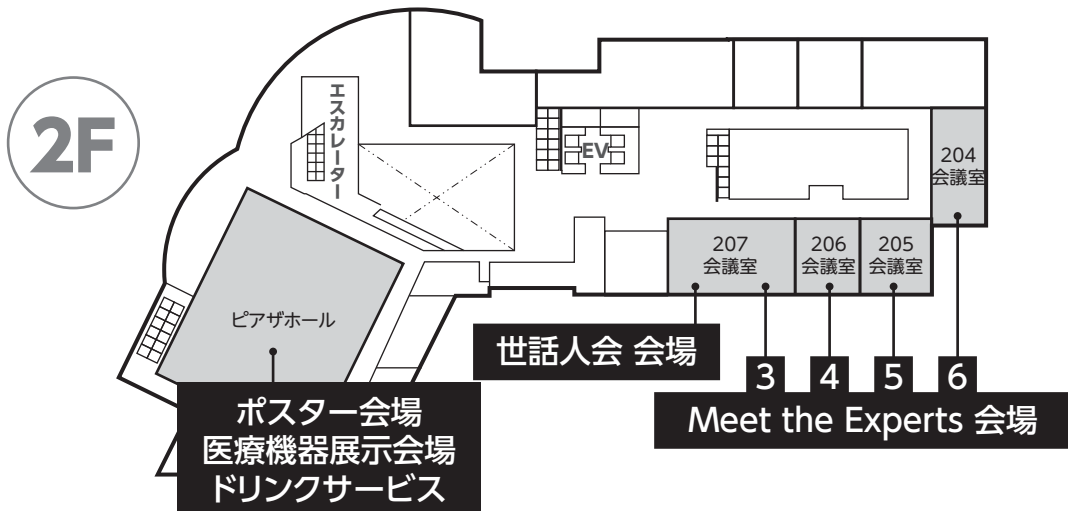 2F
エスカレーター
EV
204
会議室
207
会議室
206
会議室
205
会議室
ピアザホール
世話人会 会場
3
4
5
6
Meet the Experts 会場
ポスター会場
医療機器展示会場
ドリンクサービス